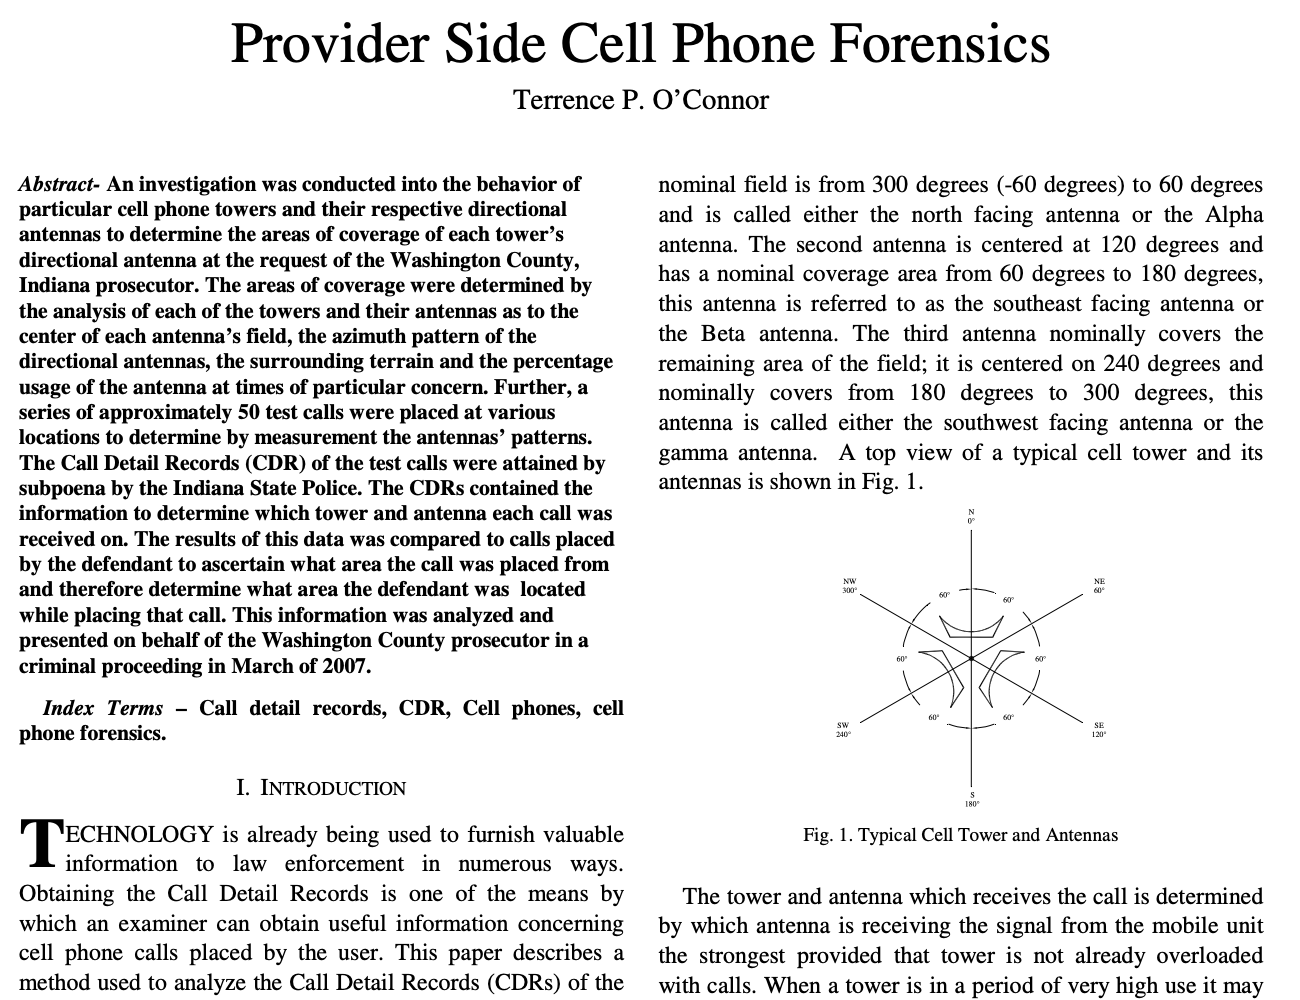 Provider Side Cell Phone Forensics
Terrence P. O’Connor
Abstract- An investigation was conducted into the behavior of
particular cell phone towers and their respective directional
antennas to determine the areas of coverage of each tower’s
directional antenna at the request of the Washington County,
Indiana prosecutor. The areas of coverage were determined by
the analysis of each of the towers and their antennas as to the
center of each antenna’s field, the azimuth pattern of the
directional antennas, the surrounding terrain and the percentage
usage of the antenna at times of particular concern. Further, a
series of approximately 50 test calls were placed at various
locations to determine by measurement the antennas’ patterns.
The Call Detail Records (CDR) of the test calls were attained by
subpoena by the Indiana State Police. The CDRs contained the
information to determine which tower and antenna each call was
received on. The results of this data was compared to calls placed
by the defendant to ascertain what area the call was placed from
and therefore determine what area the defendant was located
while placing that call. This information was analyzed and
presented on behalf of the Washington County prosecutor in a
criminal proceeding in March of 2007.
Index Terms – Call detail records, CDR, Cell phones, cell
phone forensics.
I. INTRODUCTION
TECHNOLOGY is already being used to furnish valuable
information to law enforcement in numerous ways.
Obtaining the Call Detail Records is one of the means by
which an examiner can obtain useful information concerning
cell phone calls placed by the user. This paper describes a
method used to analyze the Call Detail Records (CDRs) of the
nominal field is from 300 degrees (-60 degrees) to 60 degrees
and is called either the north facing antenna or the Alpha
antenna. The second antenna is centered at 120 degrees and
has a nominal coverage area from 60 degrees to 180 degrees,
this antenna is referred to as the southeast facing antenna or
the Beta antenna. The third antenna nominally covers the
remaining area of the field; it is centered on 240 degrees and
nominally covers from 180 degrees to 300 degrees, this
antenna is called either the southwest facing antenna or the
gamma antenna. A top view of a typical cell tower and its
antennas is shown in Fig. 1.
N
0°
NW
300°
NE
60°
60°
60°
60°
60°
60°
60°
SW
240°
SE
120°
S
180°
Fig. 1. Typical Cell Tower and Antennas
The tower and antenna which receives the call is determined
by which antenna is receiving the signal from the mobile unit
the strongest provided that tower is not already overloaded
with calls. When a tower is in a period of very high use it may